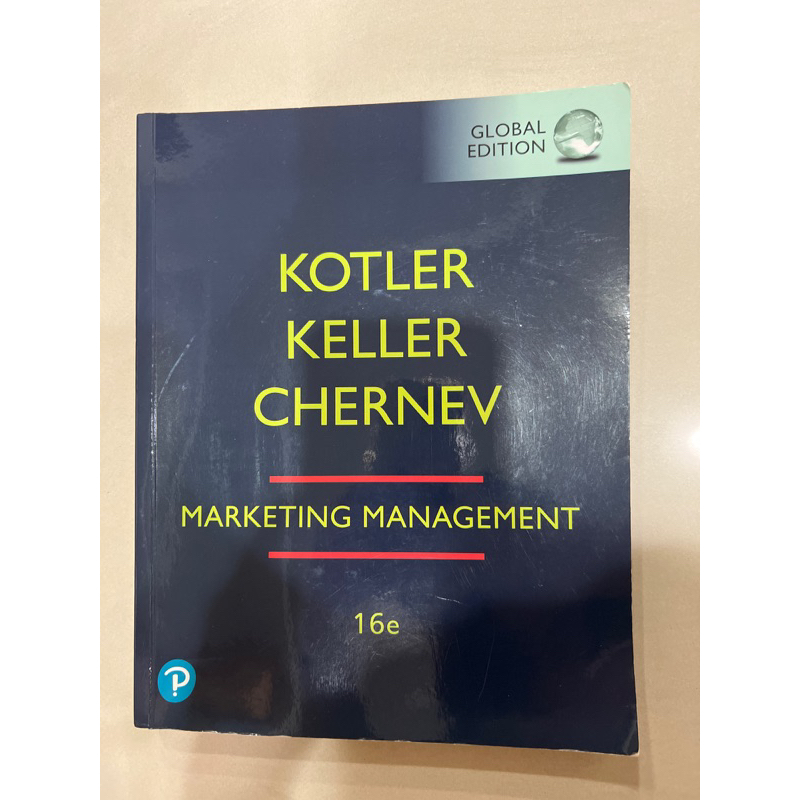 GLOBAL
EDITION
KOTLER
KELLER
CHERNEV
MARKETING MANAGEMENT
16e
P